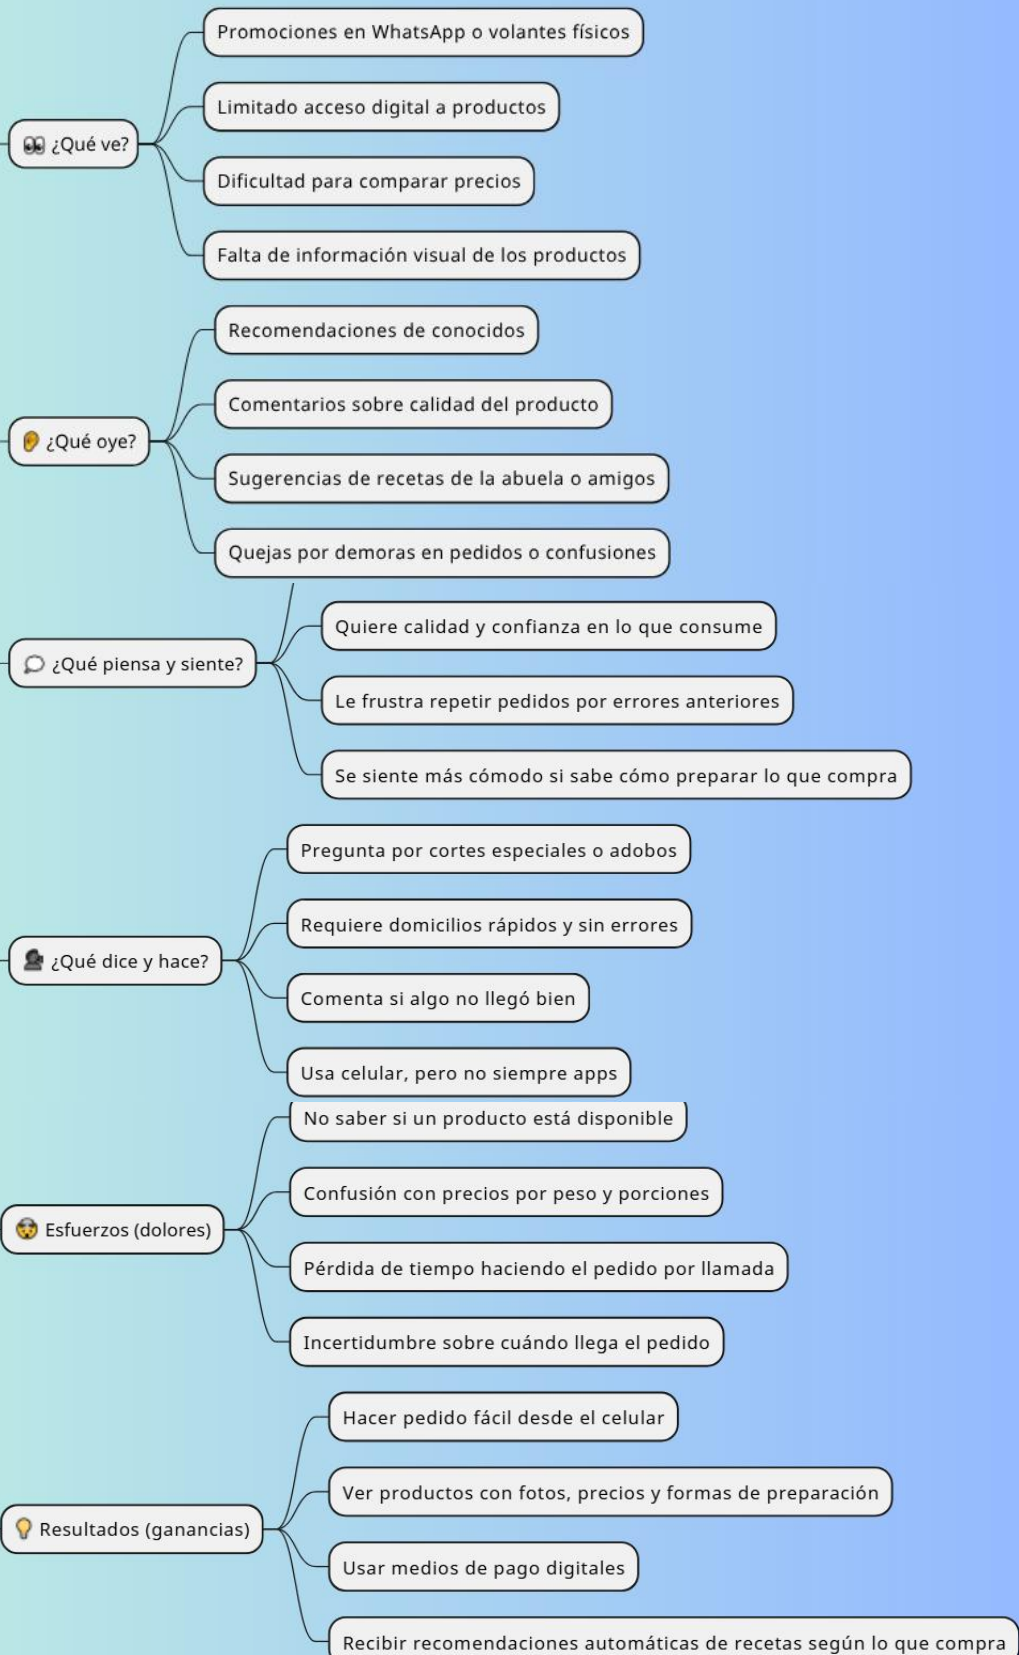 ¿Qué ve?
Promociones en WhatsApp o volantes físicos
Limitado acceso digital a productos
Dificultad para comparar precios
Falta de información visual de los productos
¿Qué oye?
Recomendaciones de conocidos
Comentarios sobre calidad del producto
Sugerencias de recetas de la abuela o amigos
Quejas por demoras en pedidos o confusiones
¿Qué piensa y siente?
Quiere calidad y confianza en lo que consume
Le frustra repetir pedidos por errores anteriores
Se siente más cómodo si sabe cómo preparar lo que compra
¿Qué dice y hace?
Pregunta por cortes especiales o adobos
Requiere domicilios rápidos y sin errores
Comenta si algo no llegó bien
Usa celular, pero no siempre apps
Esfuerzos (dolores)
No saber si un producto está disponible
Confusión con precios por peso y porciones
Pérdida de tiempo haciendo el pedido por llamada
Incertidumbre sobre cuándo llega el pedido
Resultados (ganancias)
Hacer pedido fácil desde el celular
Ver productos con fotos, precios y formas de preparación
Usar medios de pago digitales
Recibir recomendaciones automáticas de recetas según lo que compra